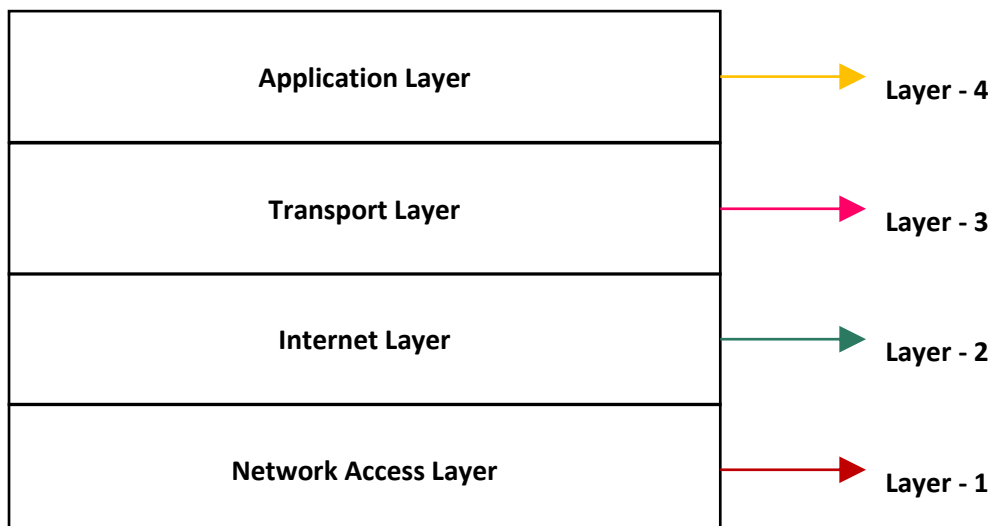 Application Layer
Layer - 4
Transport Layer
Layer - 3
Internet Layer
Layer - 2
Network Access Layer
Layer - 1